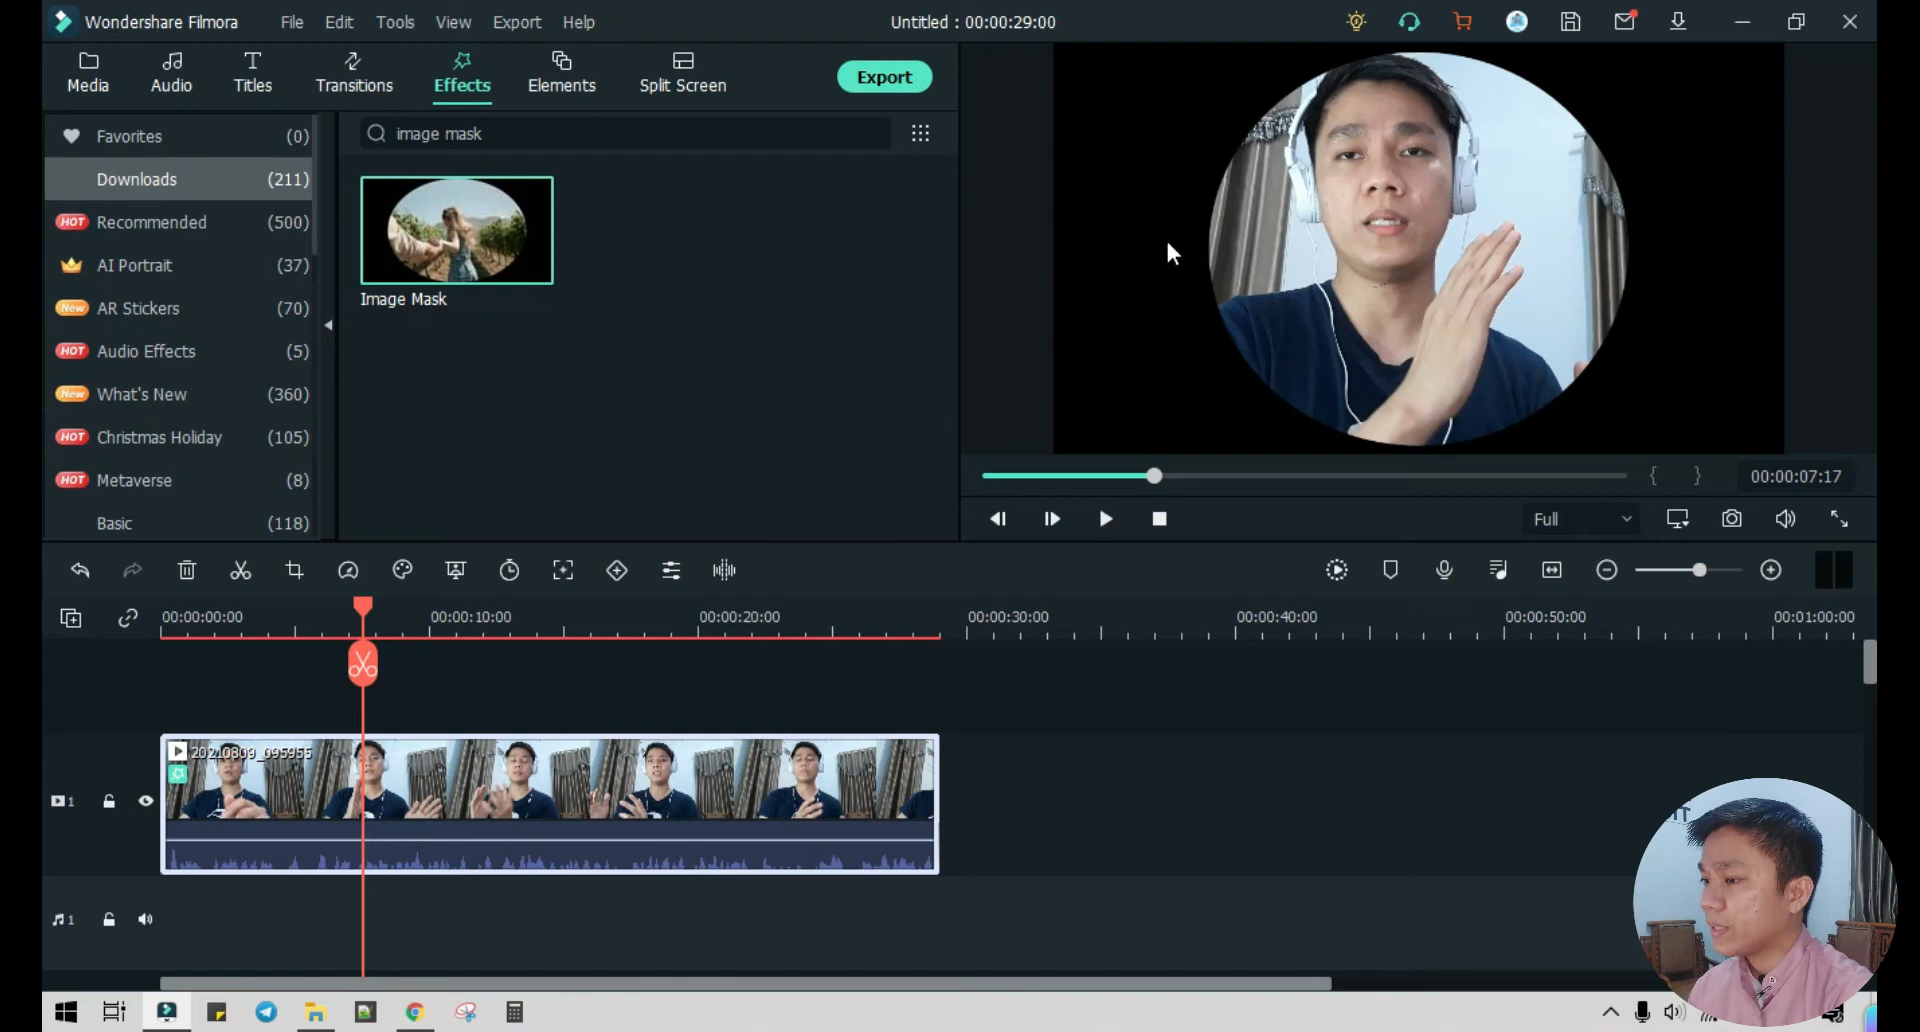 Wondershare Filmora File Edit Tools View Export Help Untitled : 00:00:29:00
Media Audio Titles Transitions Effects Elements Split Screen Export
Favorites (0)
Downloads (211)
HOT Recommended (500)
AI Portrait (37)
New AR Stickers (70)
HOT Audio Effects (5)
New What's New (360)
HOT Christmas Holiday (105)
HOT Metaverse (8)
Basic (118)
image mask
Image Mask
{ } 00:00:07:17
Full
00:00:00:00 00:00:10:00 00:00:20:00 00:00:30:00 00:00:40:00 00:00:50:00 00:01:00:00
20210809_095955
1
1